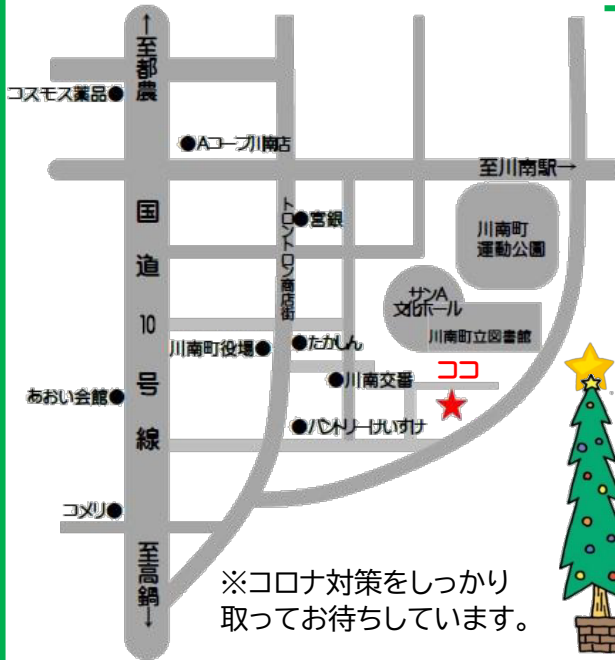 ↑至都農
コスモス薬品●
●Aコープ川南店
至川南駅→
国道10号線
トロントロン商店街
●宮銀
川南町
運動公園
サンA
文化ホール
川南町立図書館
川南町役場●
●たかしん
ココ
●川南交番
あおい会館●
●パントリーけいすけ
コメリ●
至高鍋→
※コロナ対策をしっかり
取ってお待ちしています。